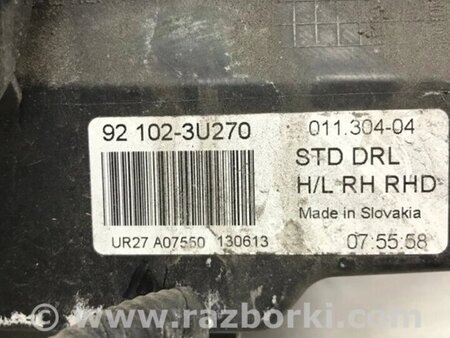 92 102-3U270
011.304-04
STD DRL
H/L RH RHD
Made in Slovakia
UR27 A07550 130613
07:55:58
© www.razborki.com